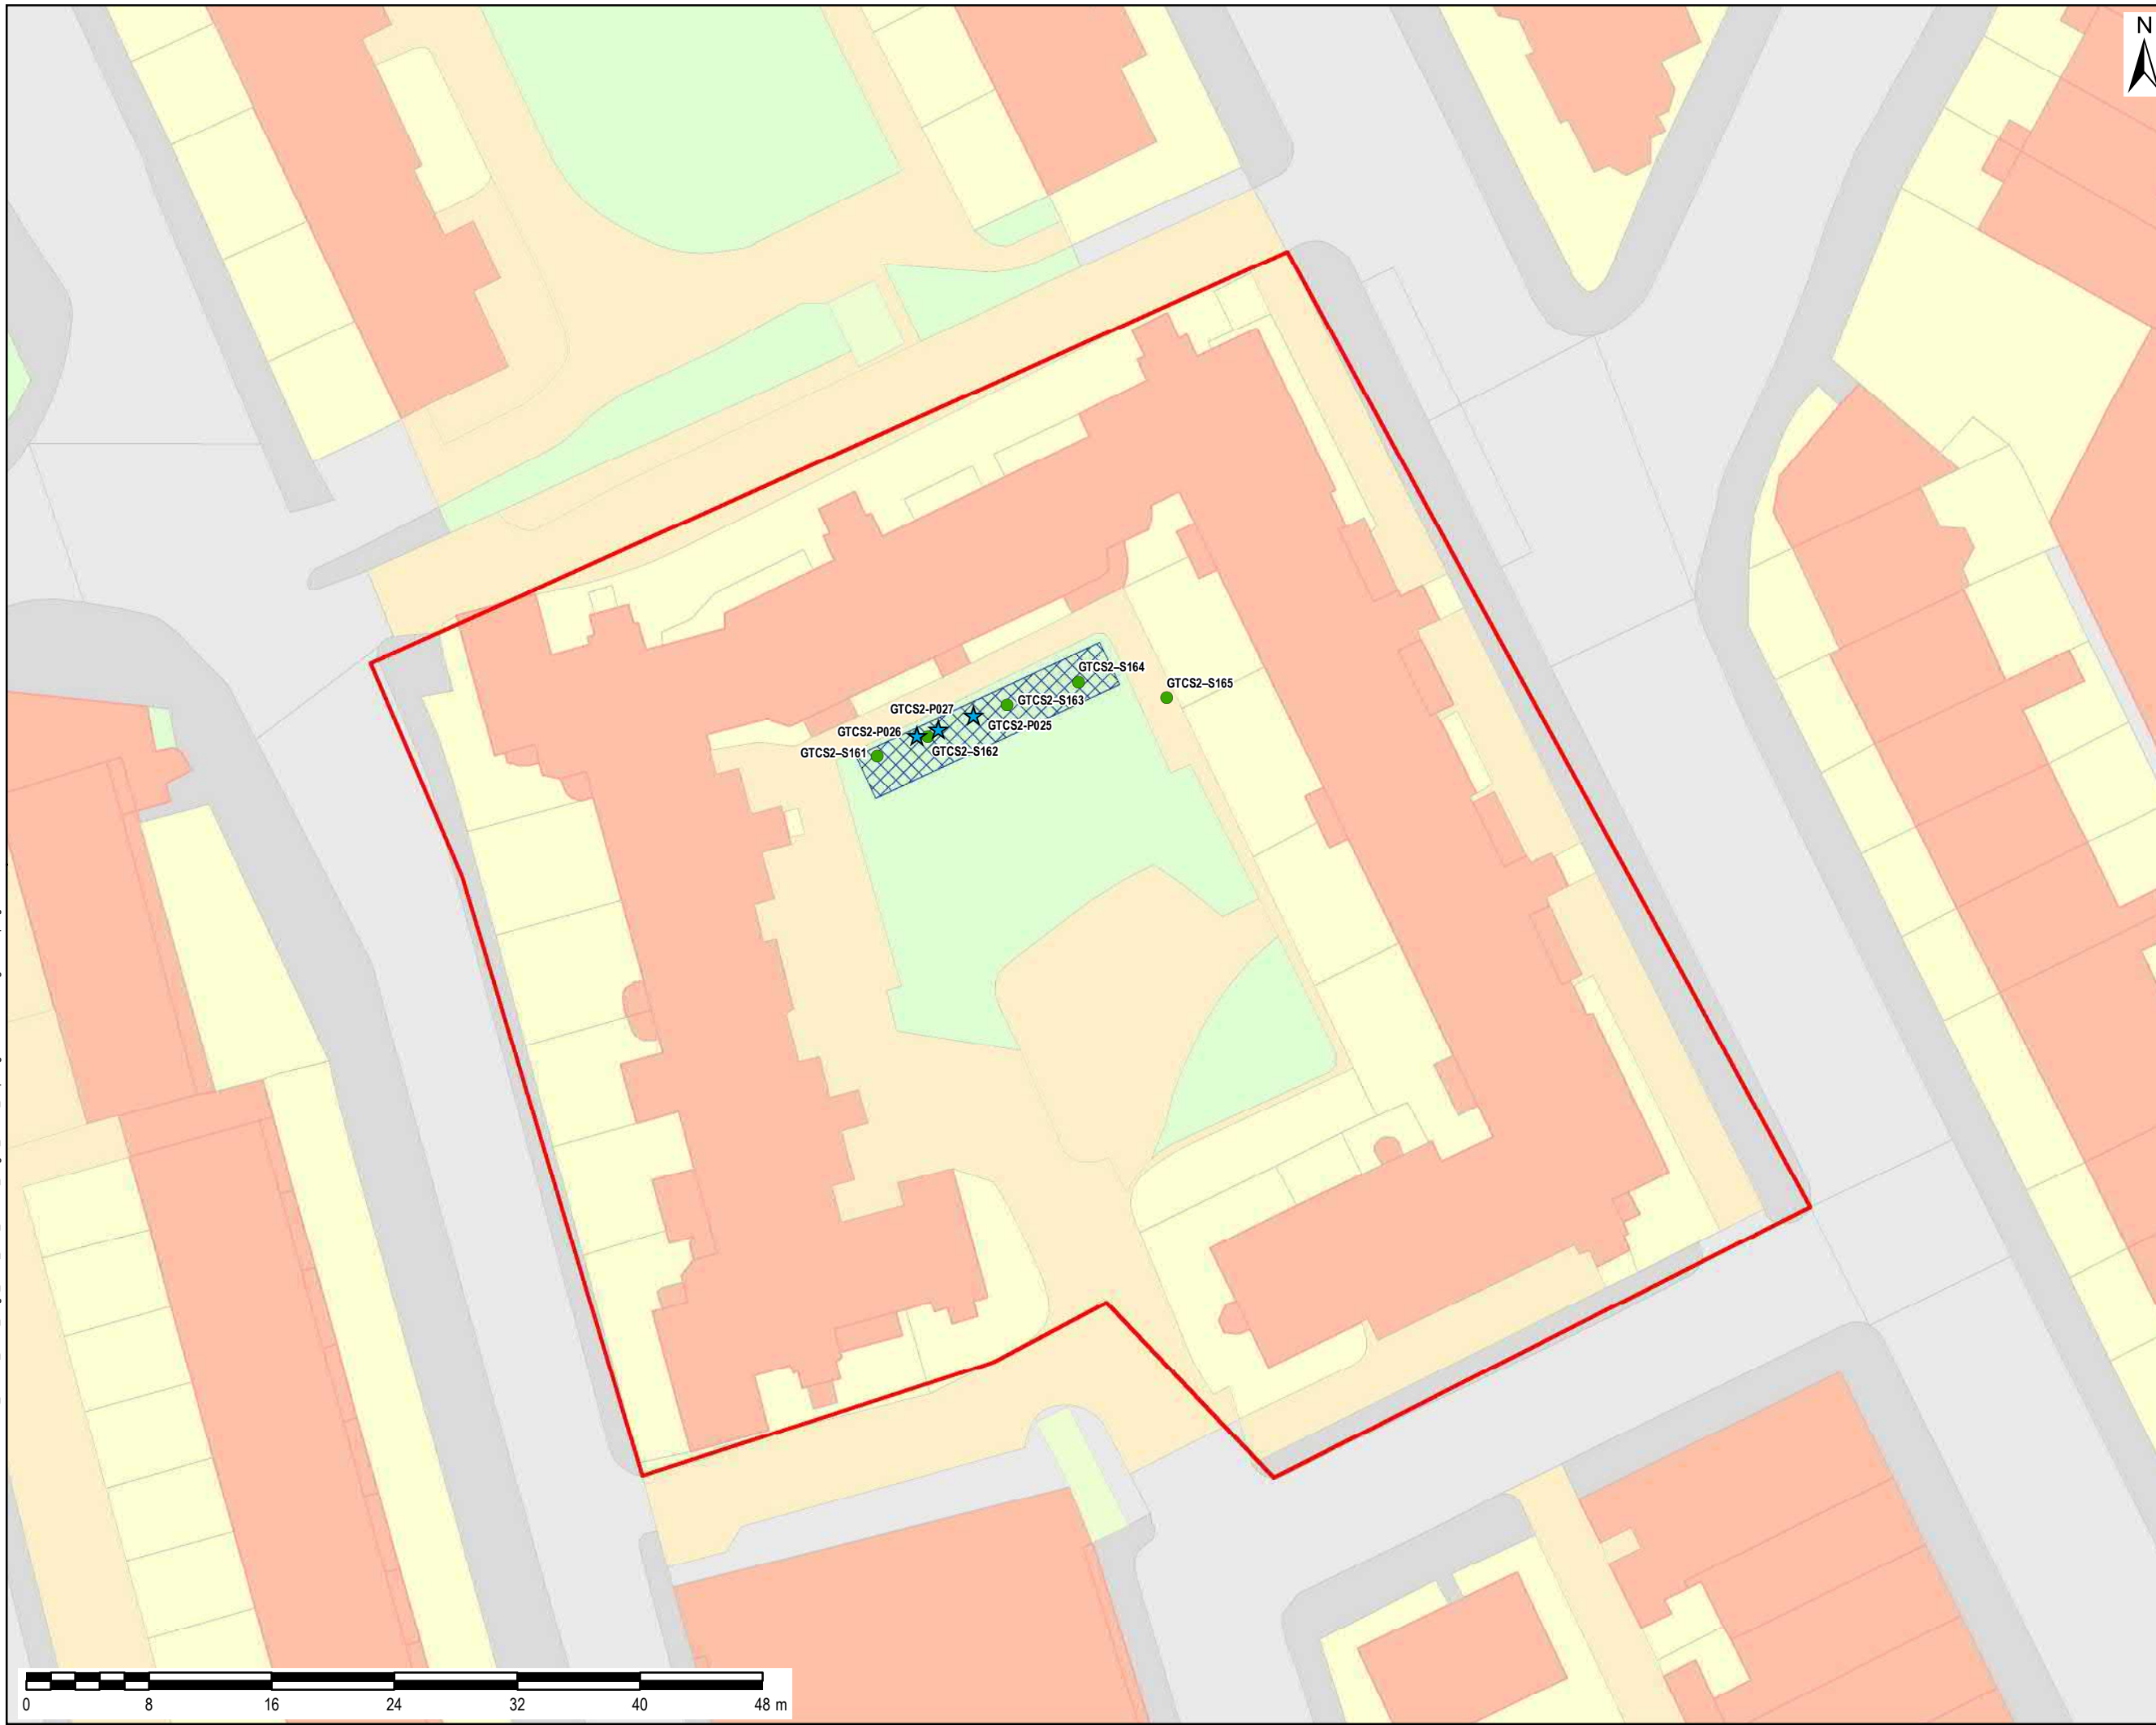 N
GTCS2–S164
GTCS2–S165
GTCS2–S163
GTCS2-P027
GTCS2-P025
GTCS2-P026
GTCS2–S162
GTCS2–S161
0 8 16 24 32 40 48 m